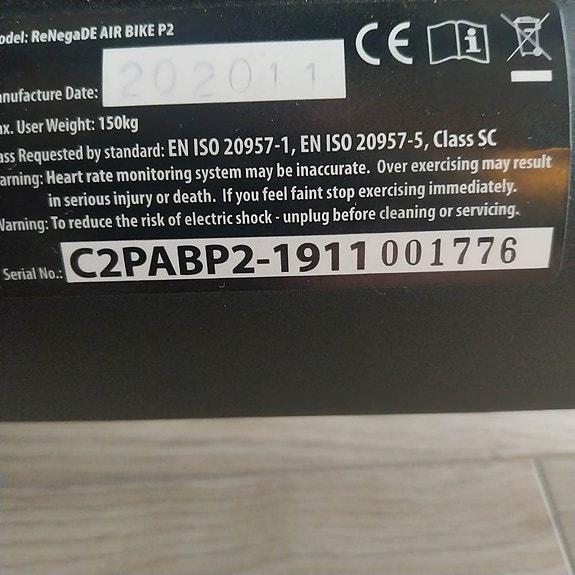 odel: ReNegaDE AIR BIKE P2
CE
anufacture Date: 202011
ax. User Weight: 150kg
ass Requested by standard: EN ISO 20957-1, EN ISO 20957-5, Class SC
arning: Heart rate monitoring system may be inaccurate. Over exercising may result
in serious injury or death. If you feel faint stop exercising immediately.
Warning: To reduce the risk of electric shock - unplug before cleaning or servicing.
Serial No.: C2PABP2-1911001776